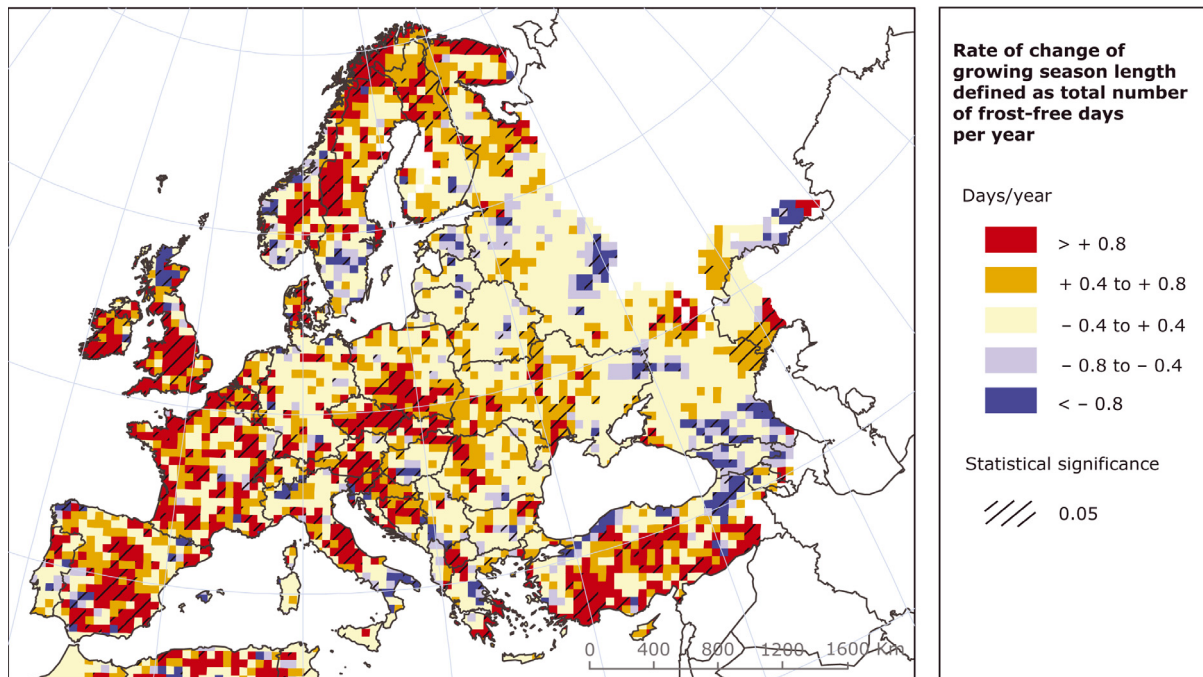 Rate of change of
growing season length
defined as total number
of frost-free days
per year
Days/year
> + 0.8
+ 0.4 to + 0.8
– 0.4 to + 0.4
– 0.8 to – 0.4
< – 0.8
Statistical significance
0.05
0 400 800 1200 1600 Km